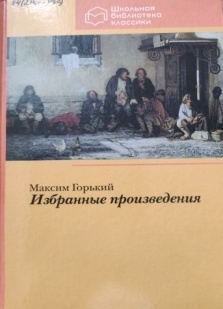 Школьная
библиотека
классики
Максим Горький
Избранные произведения